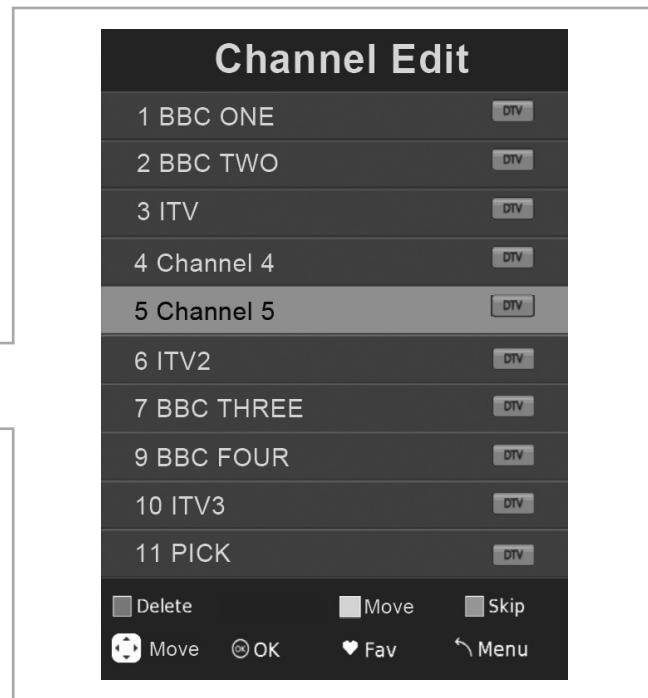 Channel Edit
1 BBC ONE DTV
2 BBC TWO DTV
3 ITV DTV
4 Channel 4 DTV
5 Channel 5 DTV
6 ITV2 DTV
7 BBC THREE DTV
9 BBC FOUR DTV
10 ITV3 DTV
11 PICK DTV
Delete Move Skip
Move OK OK Fav Menu